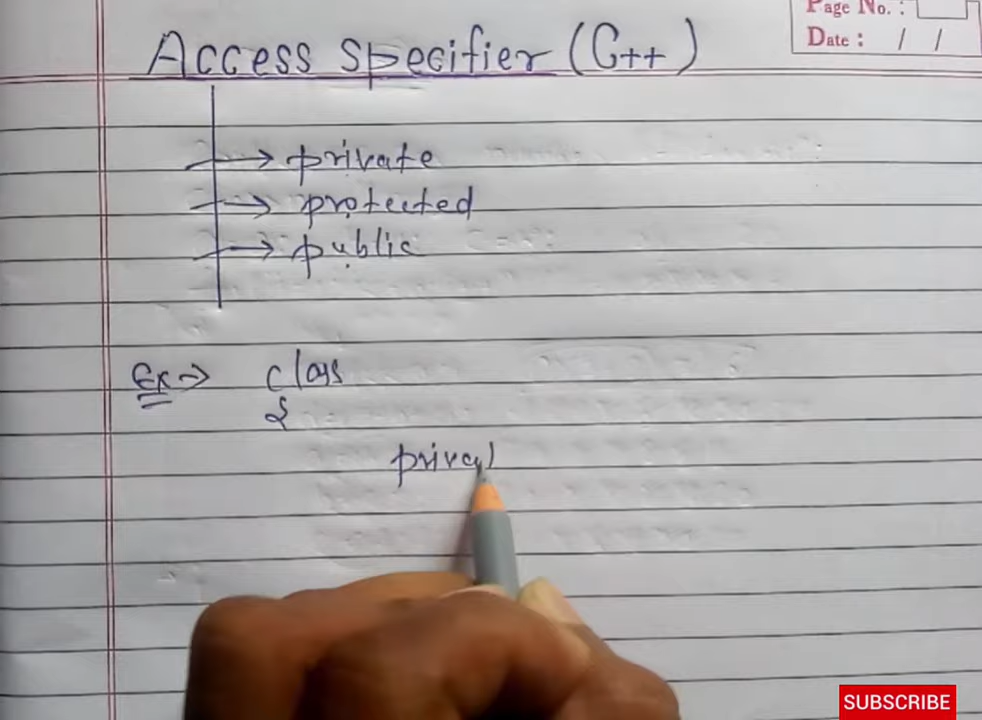 Page No. :
Date : / /
Access Specifier (C++)
→ private
→ protected
→ public
Ex → class
{
privat
SUBSCRIBE